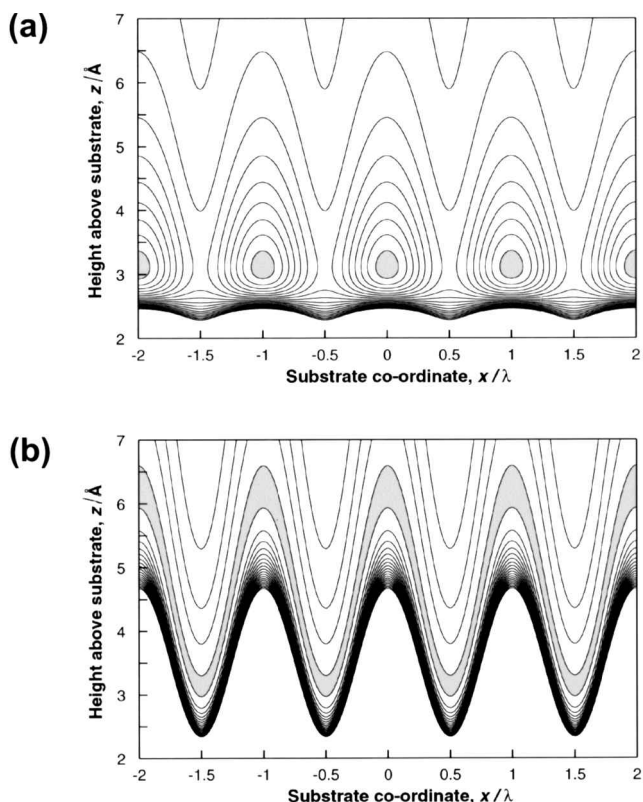 (a)
7
6
5
4
3
2
Height above substrate, z/Å
-2 -1.5 -1 -0.5 0 0.5 1 1.5 2
Substrate co-ordinate, x/λ
(b)
7
6
5
4
3
2
Height above substrate, z/Å
-2 -1.5 -1 -0.5 0 0.5 1 1.5 2
Substrate co-ordinate, x/λ